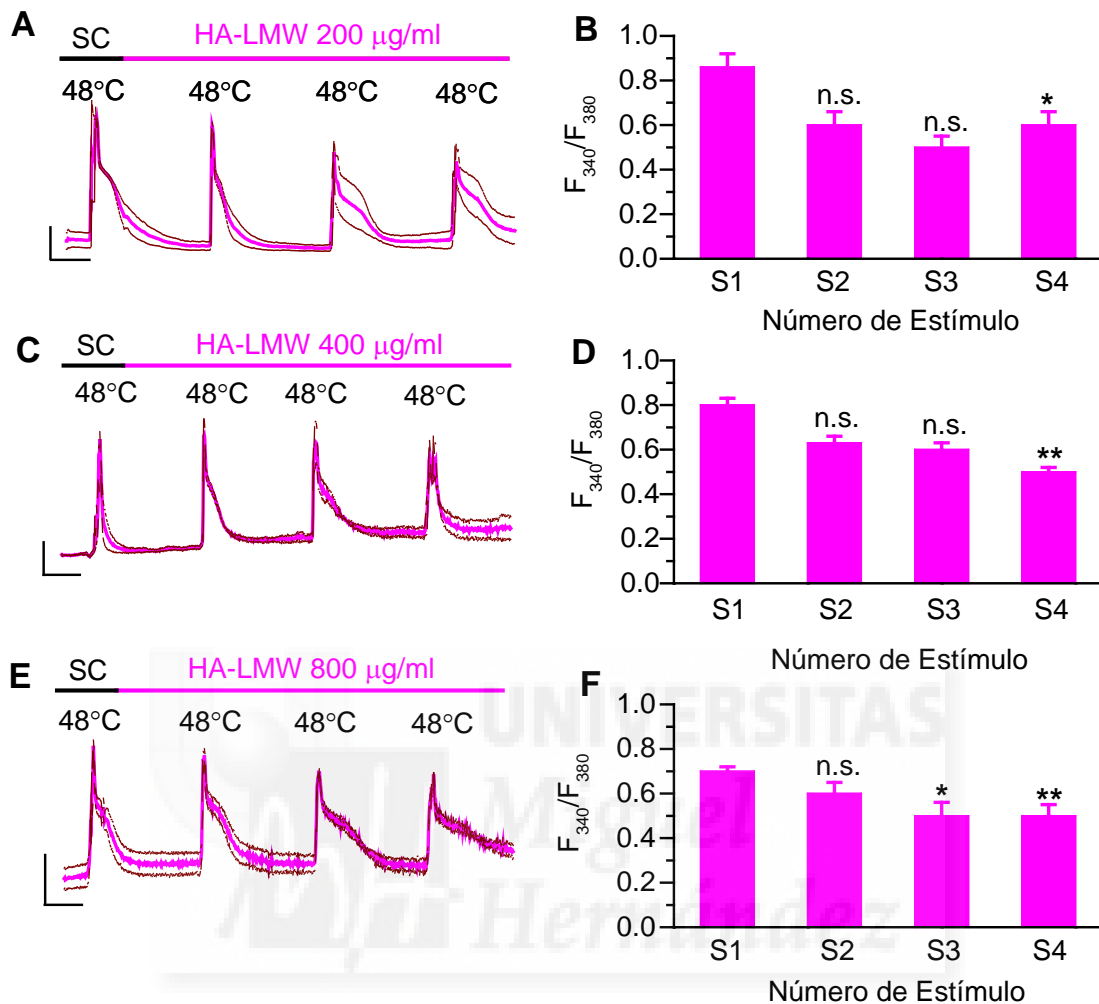 A
SC HA-LMW 200 μg/ml
48°C 48°C 48°C 48°C
B
1.0
0.8
0.6
0.4
0.2
0.0
F340/F380
n.s. n.s. *
S1 S2 S3 S4
Número de Estímulo
C
SC HA-LMW 400 μg/ml
48°C 48°C 48°C 48°C
D
1.0
0.8
0.6
0.4
0.2
0.0
F340/F380
n.s. n.s. **
S1 S2 S3 S4
Número de Estímulo
E
SC HA-LMW 800 μg/ml
48°C 48°C 48°C 48°C
F
1.0
0.8
0.6
0.4
0.2
0.0
F340/F380
n.s. * **
S1 S2 S3 S4
Número de Estímulo
UNIVERSITAS
Miguel
Hernández